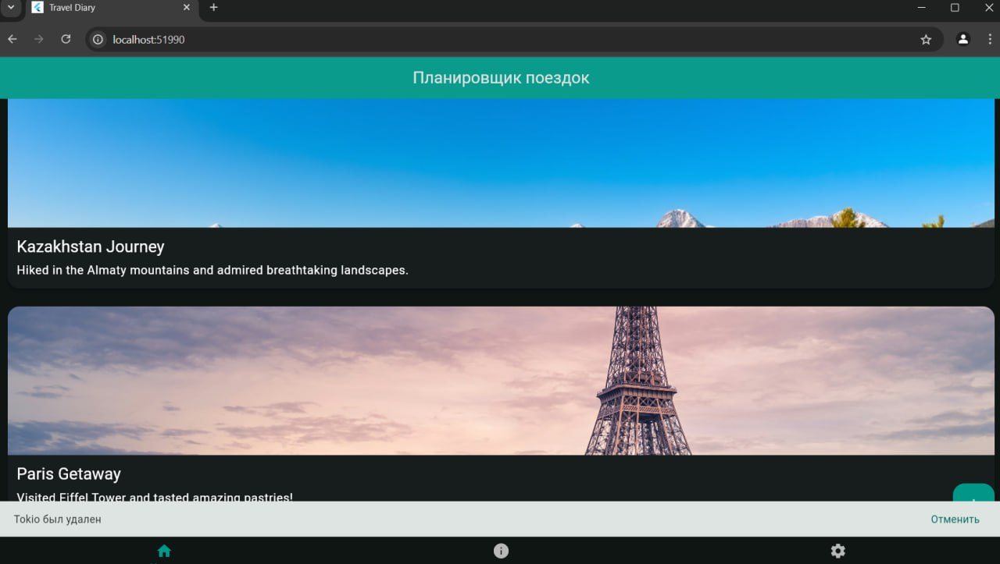 Travel Diary
localhost:51990
Планировщик поездок
Kazakhstan Journey
Hiked in the Almaty mountains and admired breathtaking landscapes.
Paris Getaway
Visited Eiffel Tower and tasted amazing pastries!
Tokio был удален
Отменить